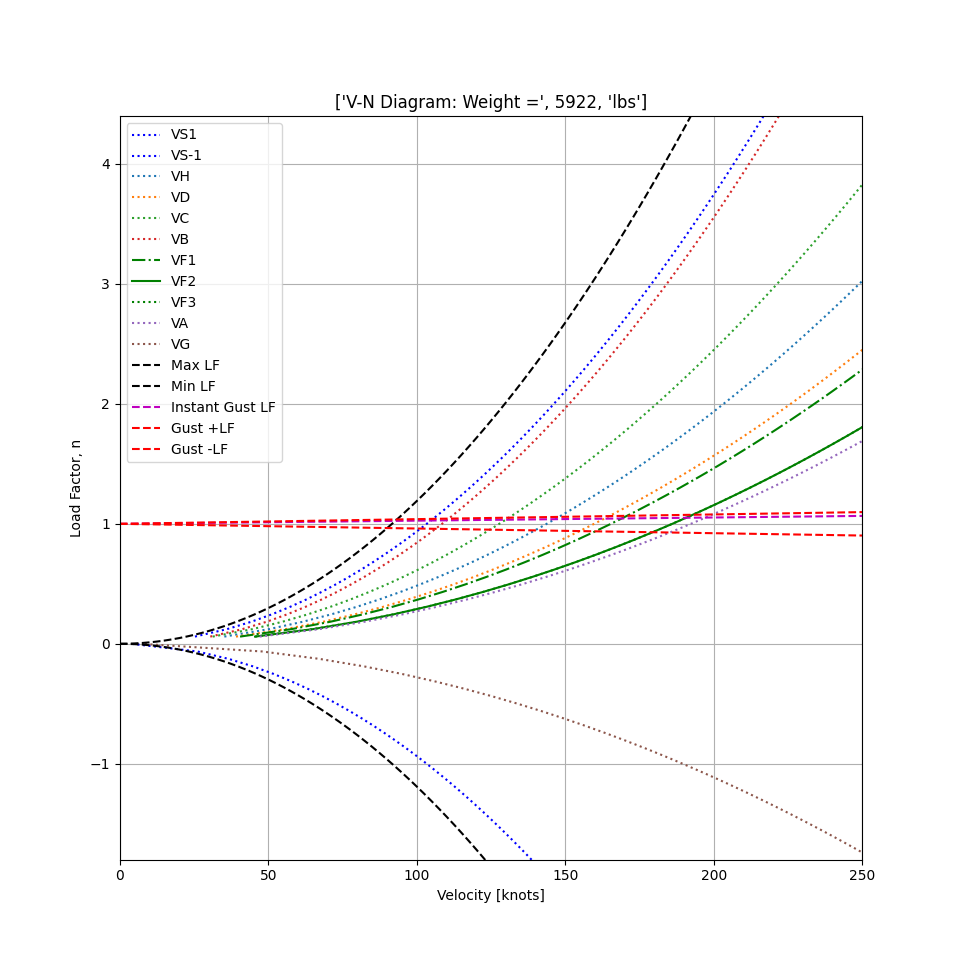 ['V-N Diagram: Weight =', 5922, 'lbs']
VS1
VS-1
VH
VD
VC
VB
VF1
VF2
VF3
VA
VG
Max LF
Min LF
Instant Gust LF
Gust +LF
Gust -LF
Load Factor, n
4
3
2
1
0
−1
0 50 100 150 200 250
Velocity [knots]